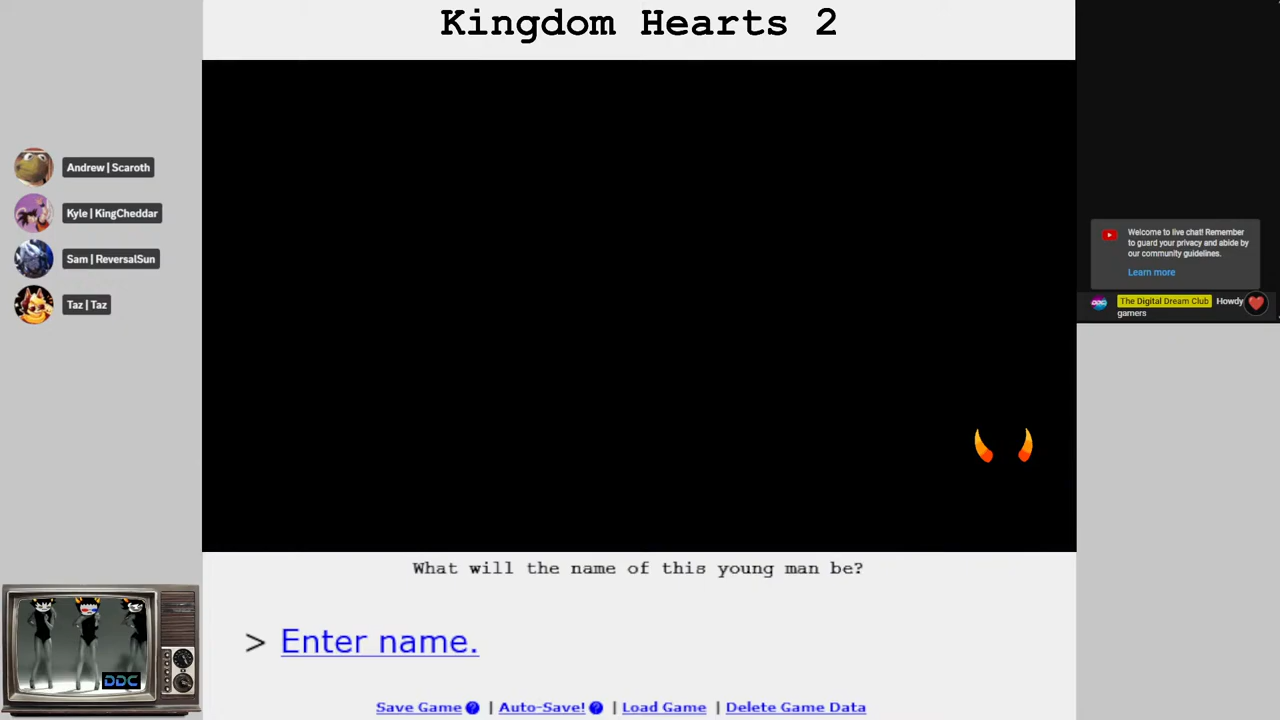 Kingdom Hearts 2
Andrew | Scaroth
Kyle | KingCheddar
Sam | ReversalSun
Taz | Taz
Welcome to live chat! Remember
to guard your privacy and abide by
our community guidelines.
Learn more
The Digital Dream Club Howdy
gamers
What will the name of this young man be?
> Enter name.
DDC
Save Game ? | Auto-Save! ? | Load Game | Delete Game Data